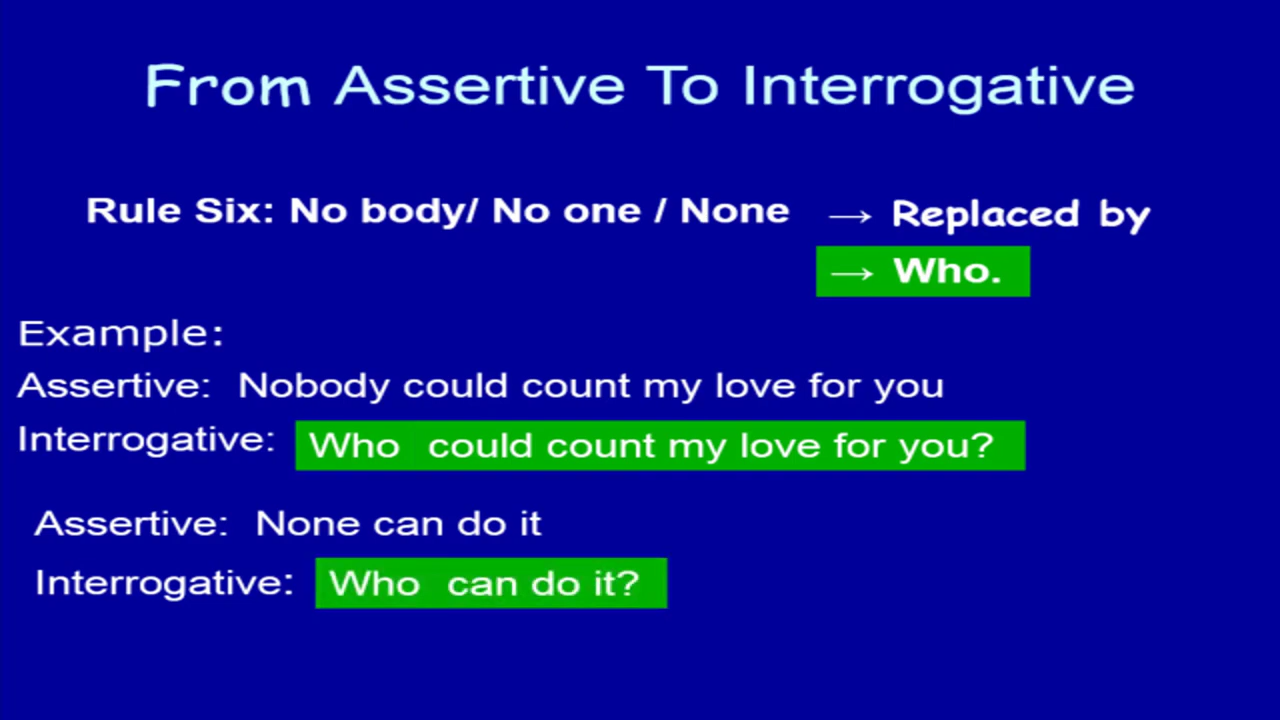 From Assertive To Interrogative
Rule Six: No body/ No one / None → Replaced by
→ Who.
Example:
Assertive: Nobody could count my love for you
Interrogative: Who could count my love for you?
Assertive: None can do it
Interrogative: Who can do it?